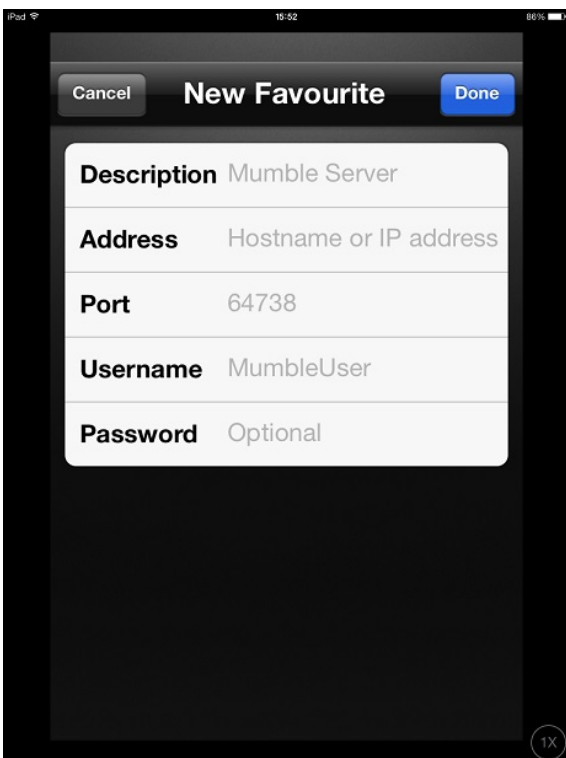 iPad 15:52 86%
Cancel New Favourite Done
Description Mumble Server
Address Hostname or IP address
Port 64738
Username MumbleUser
Password Optional
1X